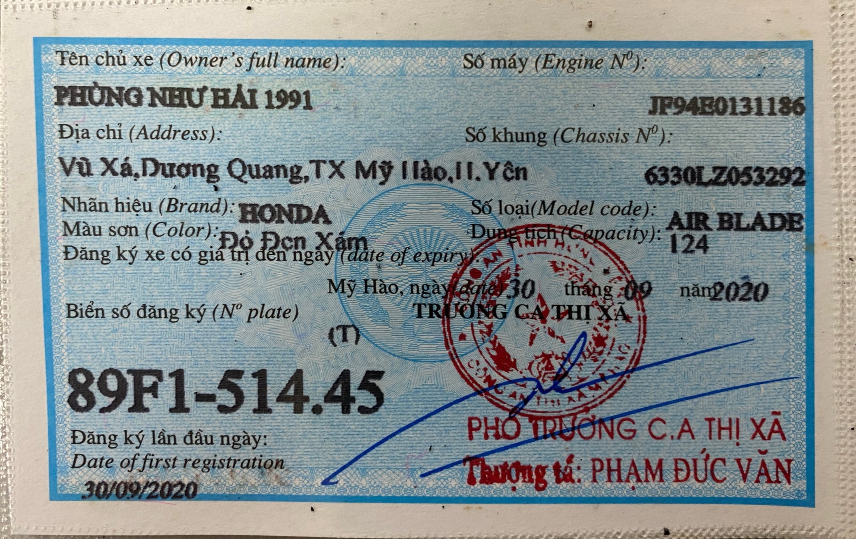 Tên chủ xe (Owner's full name):
PHÙNG NHƯ HẢI 1991
Địa chỉ (Address):
Vũ Xá,Dương Quang,TX Mỹ Hào,H.Yên
Số máy (Engine Nº):
JF94E0131186
Số khung (Chassis Nº):
6330LZ053292
Nhãn hiệu (Brand): HONDA
Số loại(Model code): AIR BLADE
Màu sơn (Color): Đỏ Đen Xám
Dung tích (Capacity): 124
Đăng ký xe có giá trị đến ngày (date of expiry):
Mỹ Hào, ngày (date) 30 tháng 09 năm 2020
Biển số đăng ký (Nº plate)
TRƯỞNG CA THỊ XÃ
(T)
89F1-514.45
Đăng ký lần đầu ngày:
Date of first registration
30/09/2020
PHÓ TRƯỞNG C.A THỊ XÃ
Thượng tá: PHẠM ĐỨC VĂN